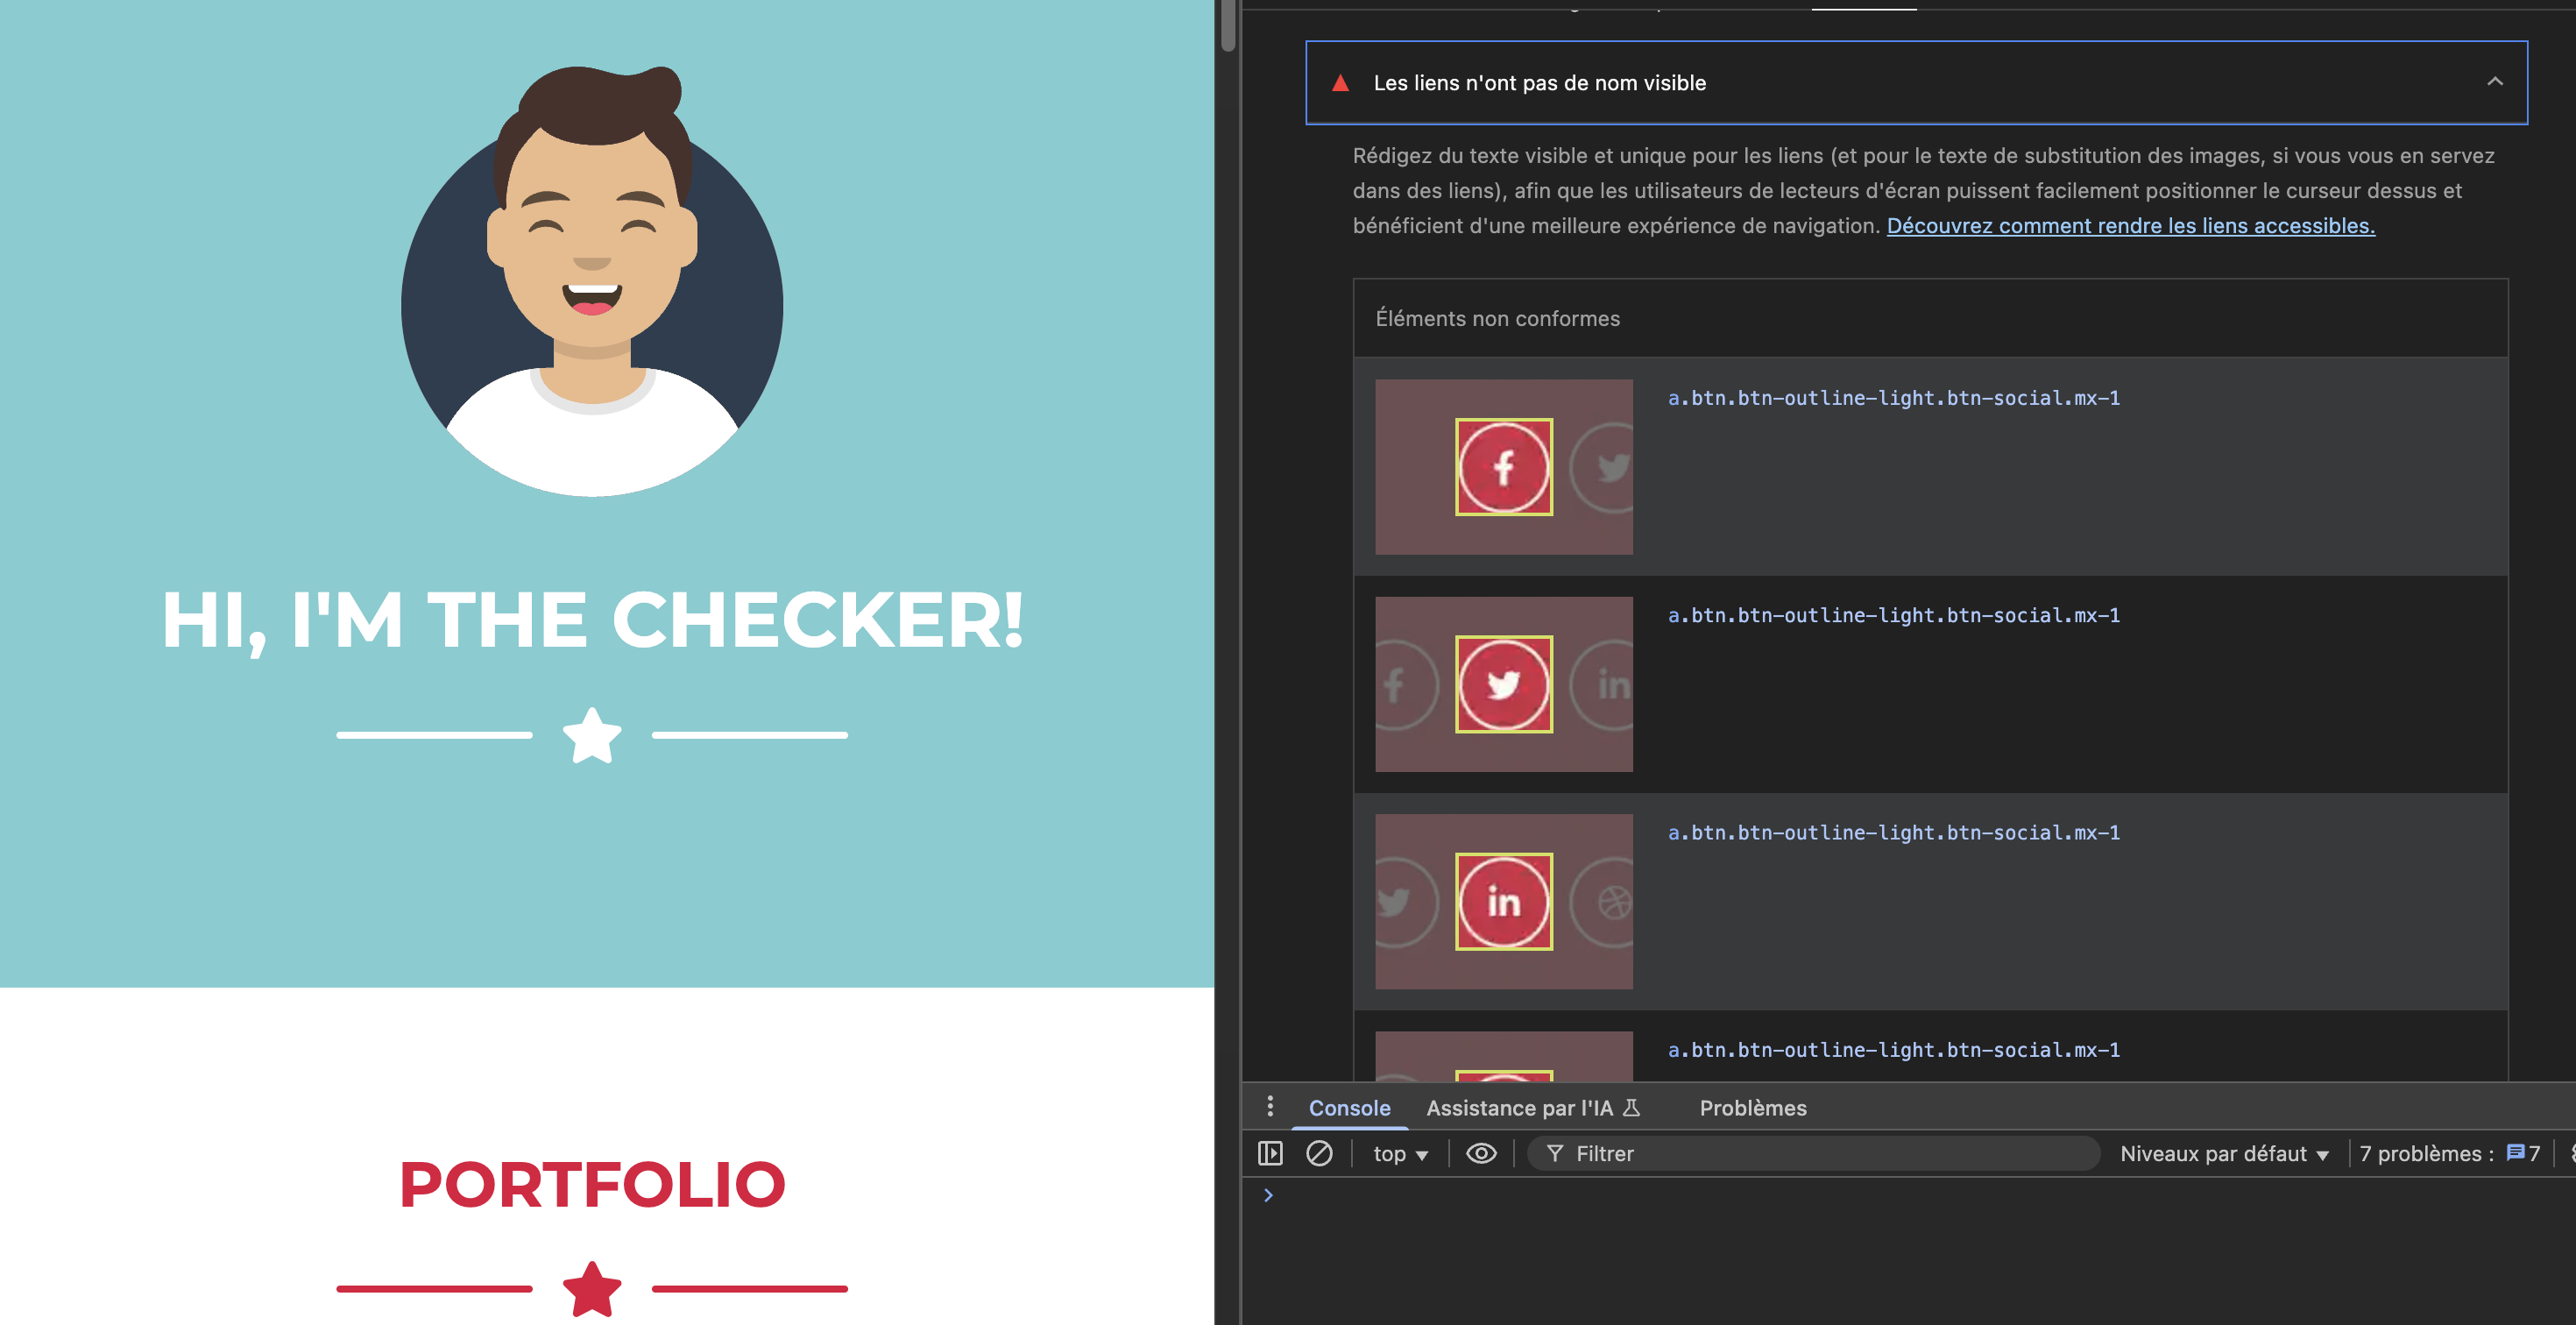 HI, I'M THE CHECKER!
PORTFOLIO
Les liens n'ont pas de nom visible
Rédigez du texte visible et unique pour les liens (et pour le texte de substitution des images, si vous vous en servez
dans des liens), afin que les utilisateurs de lecteurs d'écran puissent facilement positionner le curseur dessus et
bénéficient d'une meilleure expérience de navigation. Découvrez comment rendre les liens accessibles.
Éléments non conformes
f
a.btn.btn-outline-light.btn-social.mx-1
f in
a.btn.btn-outline-light.btn-social.mx-1
in
a.btn.btn-outline-light.btn-social.mx-1
a.btn.btn-outline-light.btn-social.mx-1
Console Assistance par l'IA Problèmes
top Filtrer Niveaux par défaut 7 problèmes : 7